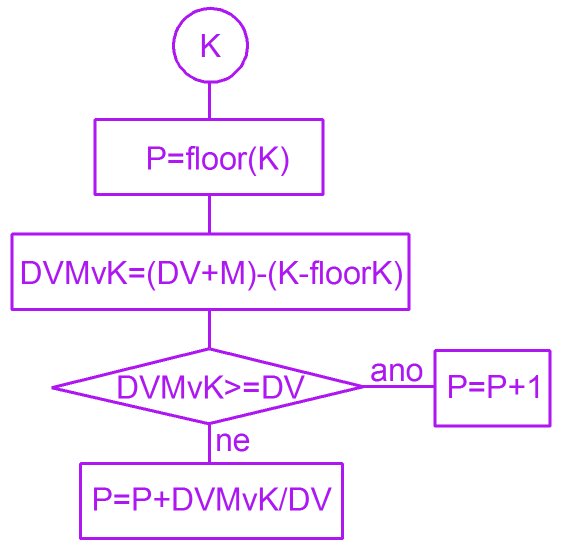 K
P=floor(K)
DVMvK=(DV+M)-(K-floorK)
DVMvK>=DV
ano
P=P+1
ne
P=P+DVMvK/DV